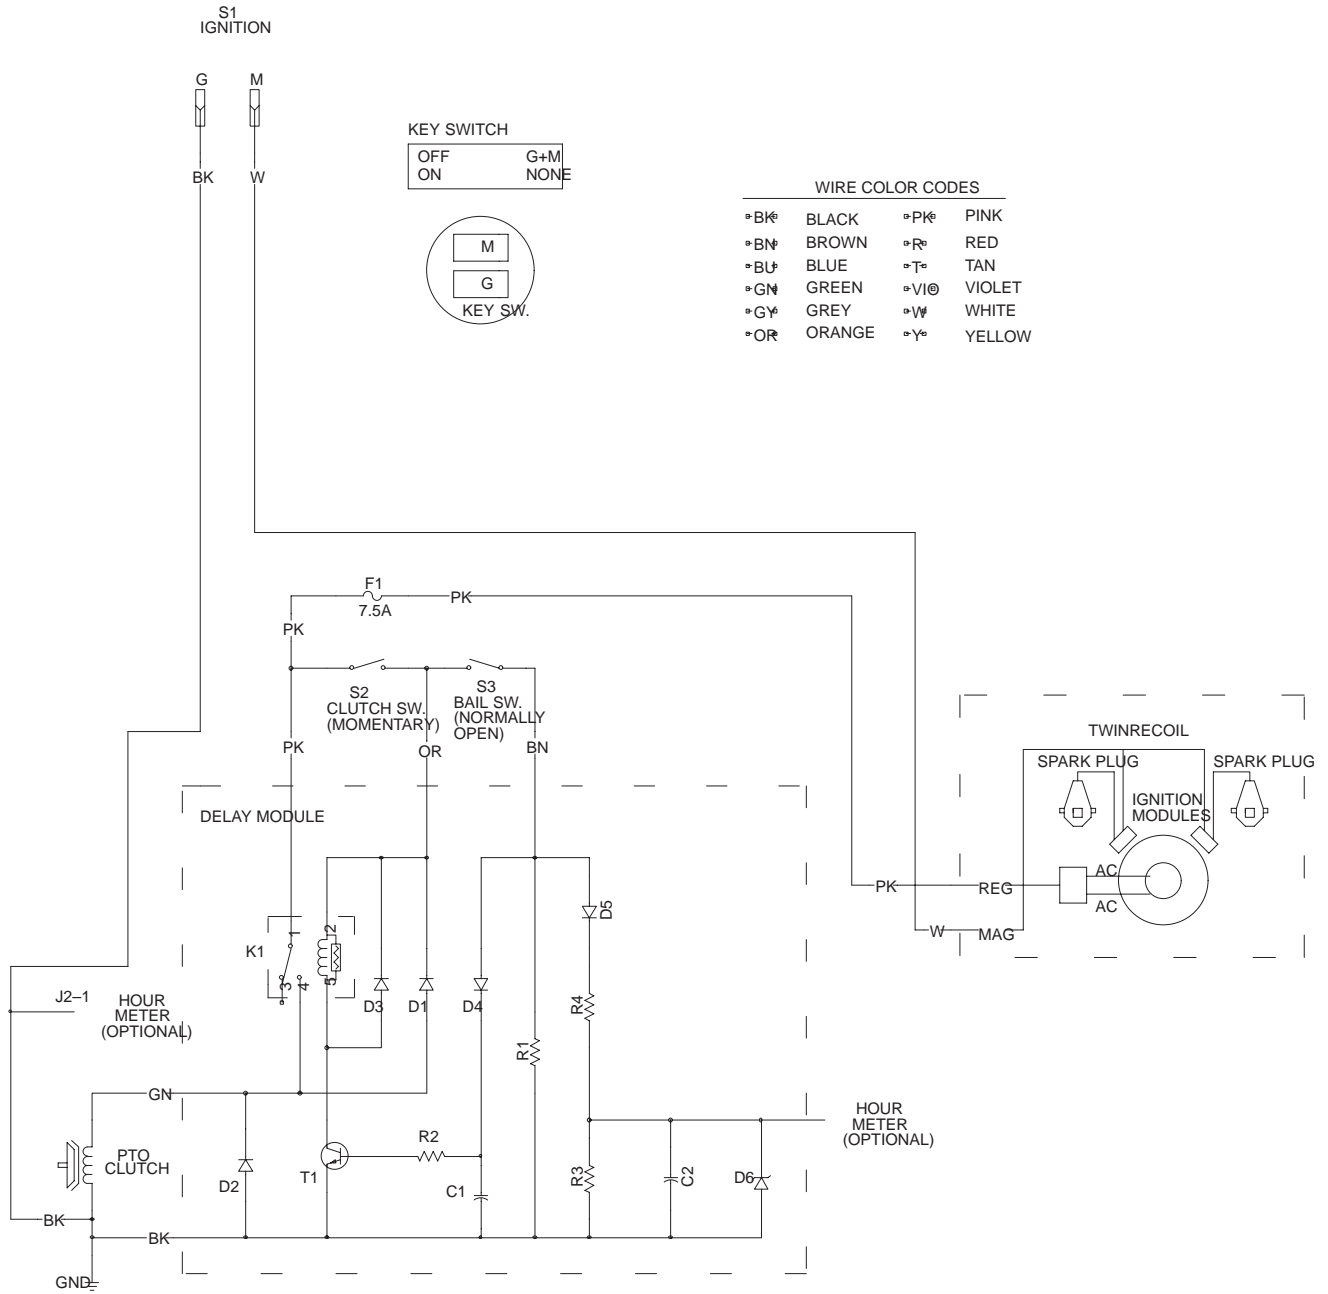 S1
IGNITION
G M
BK W
KEY SWITCH
OFF G+M
ON NONE
M
G
KEY SW.
WIRE COLOR CODES
BK BLACK PK PINK
BN BROWN R RED
BU BLUE T TAN
GN GREEN VIO VIOLET
GY GREY W WHITE
OR ORANGE Y YELLOW
F1
7.5A
PK
PK
S2
CLUTCH SW.
(MOMENTARY)
S3
BAIL SW.
(NORMALLY
OPEN)
PK
OR
BN
TWINRECOIL
SPARK PLUG
SPARK PLUG
IGNITION
MODULES
AC
AC
PK
REG
W
MAG
DELAY MODULE
K1
1
2
3
4
5
D3
D1
D4
D5
R4
R1
J2–1
HOUR
METER
(OPTIONAL)
GN
HOUR
METER
(OPTIONAL)
PTO
CLUTCH
D2
T1
R2
C1
R3
C2
D6
BK
BK
GND